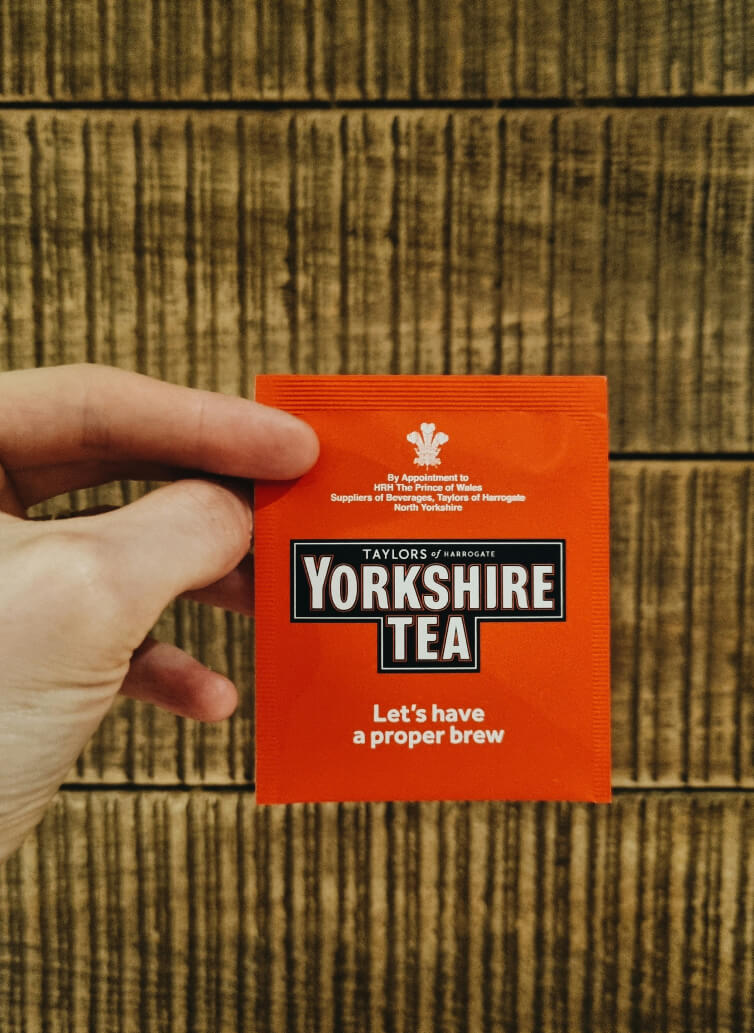 By Appointment to
HRH The Prince of Wales
Suppliers of Beverages, Taylors of Harrogate
North Yorkshire
TAYLORS of HARROGATE
YORKSHIRE
TEA
Let's have
a proper brew